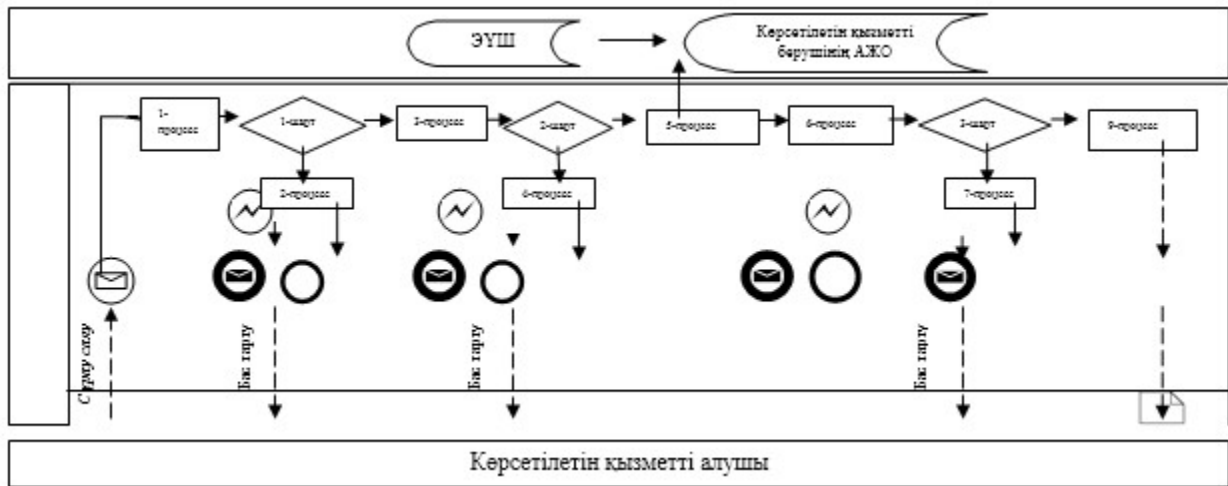 ЭҮШ
Көрсетілетін қызметті
берушінің АЖО
1-
процесс
1-шарт
3-процесс
2-шарт
5-процесс
6-процесс
3-шарт
9-процесс
2-процесс
4-процесс
7-процесс
Сұрау салу
Бас тарту
Бас тарту
Бас тарту
Көрсетілетін қызметті алушы